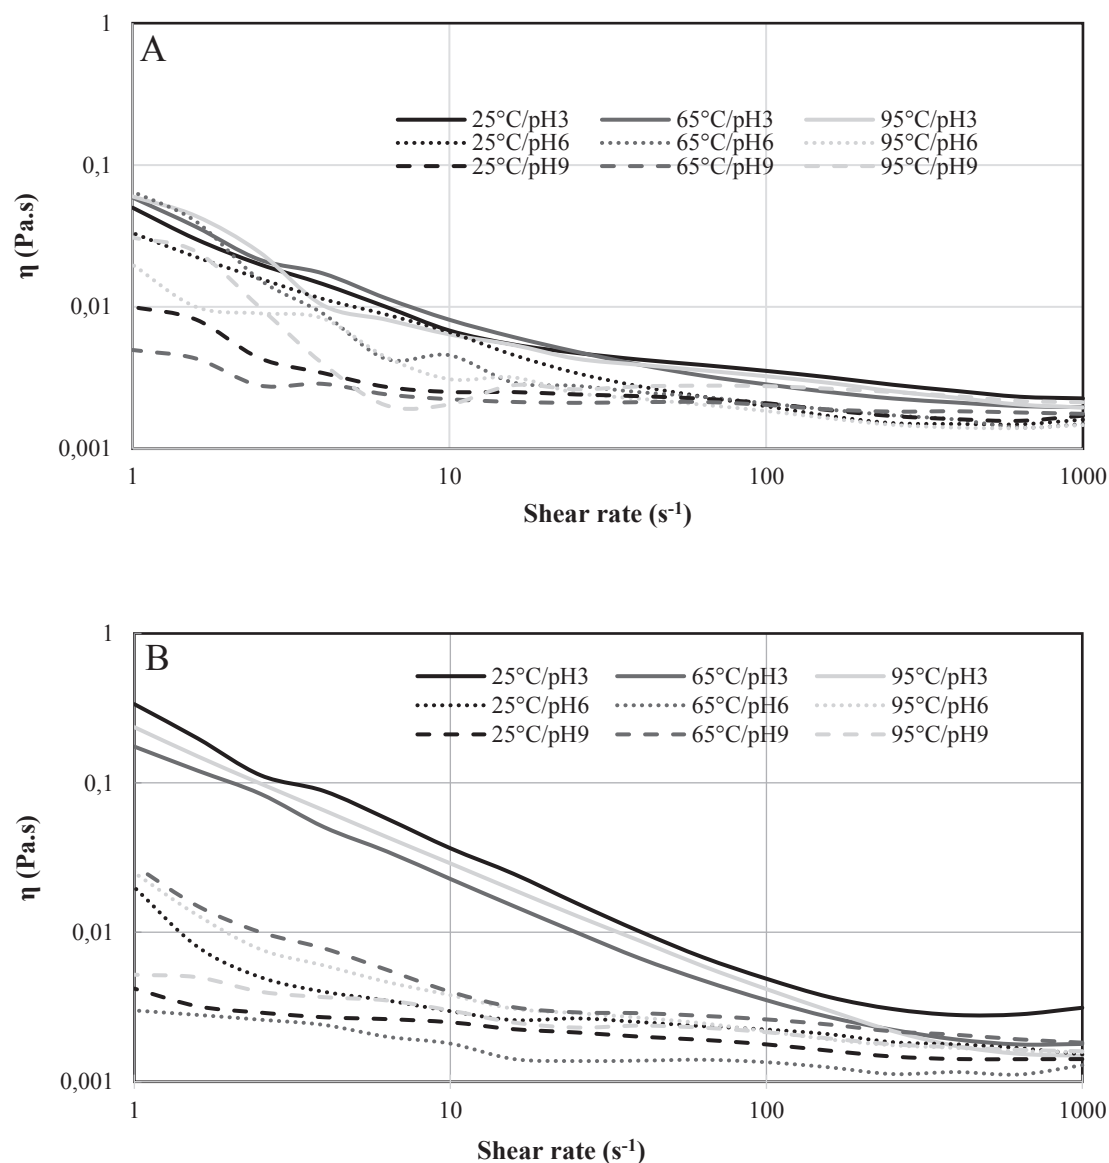 1
A
25°C/pH3 65°C/pH3 95°C/pH3
25°C/pH6 65°C/pH6 95°C/pH6
25°C/pH9 65°C/pH9 95°C/pH9
0,1
η (Pa.s)
0,01
0,001
1 10 100 1000
Shear rate (s-1)
1
B
25°C/pH3 65°C/pH3 95°C/pH3
25°C/pH6 65°C/pH6 95°C/pH6
25°C/pH9 65°C/pH9 95°C/pH9
0,1
η (Pa.s)
0,01
0,001
1 10 100 1000
Shear rate (s-1)